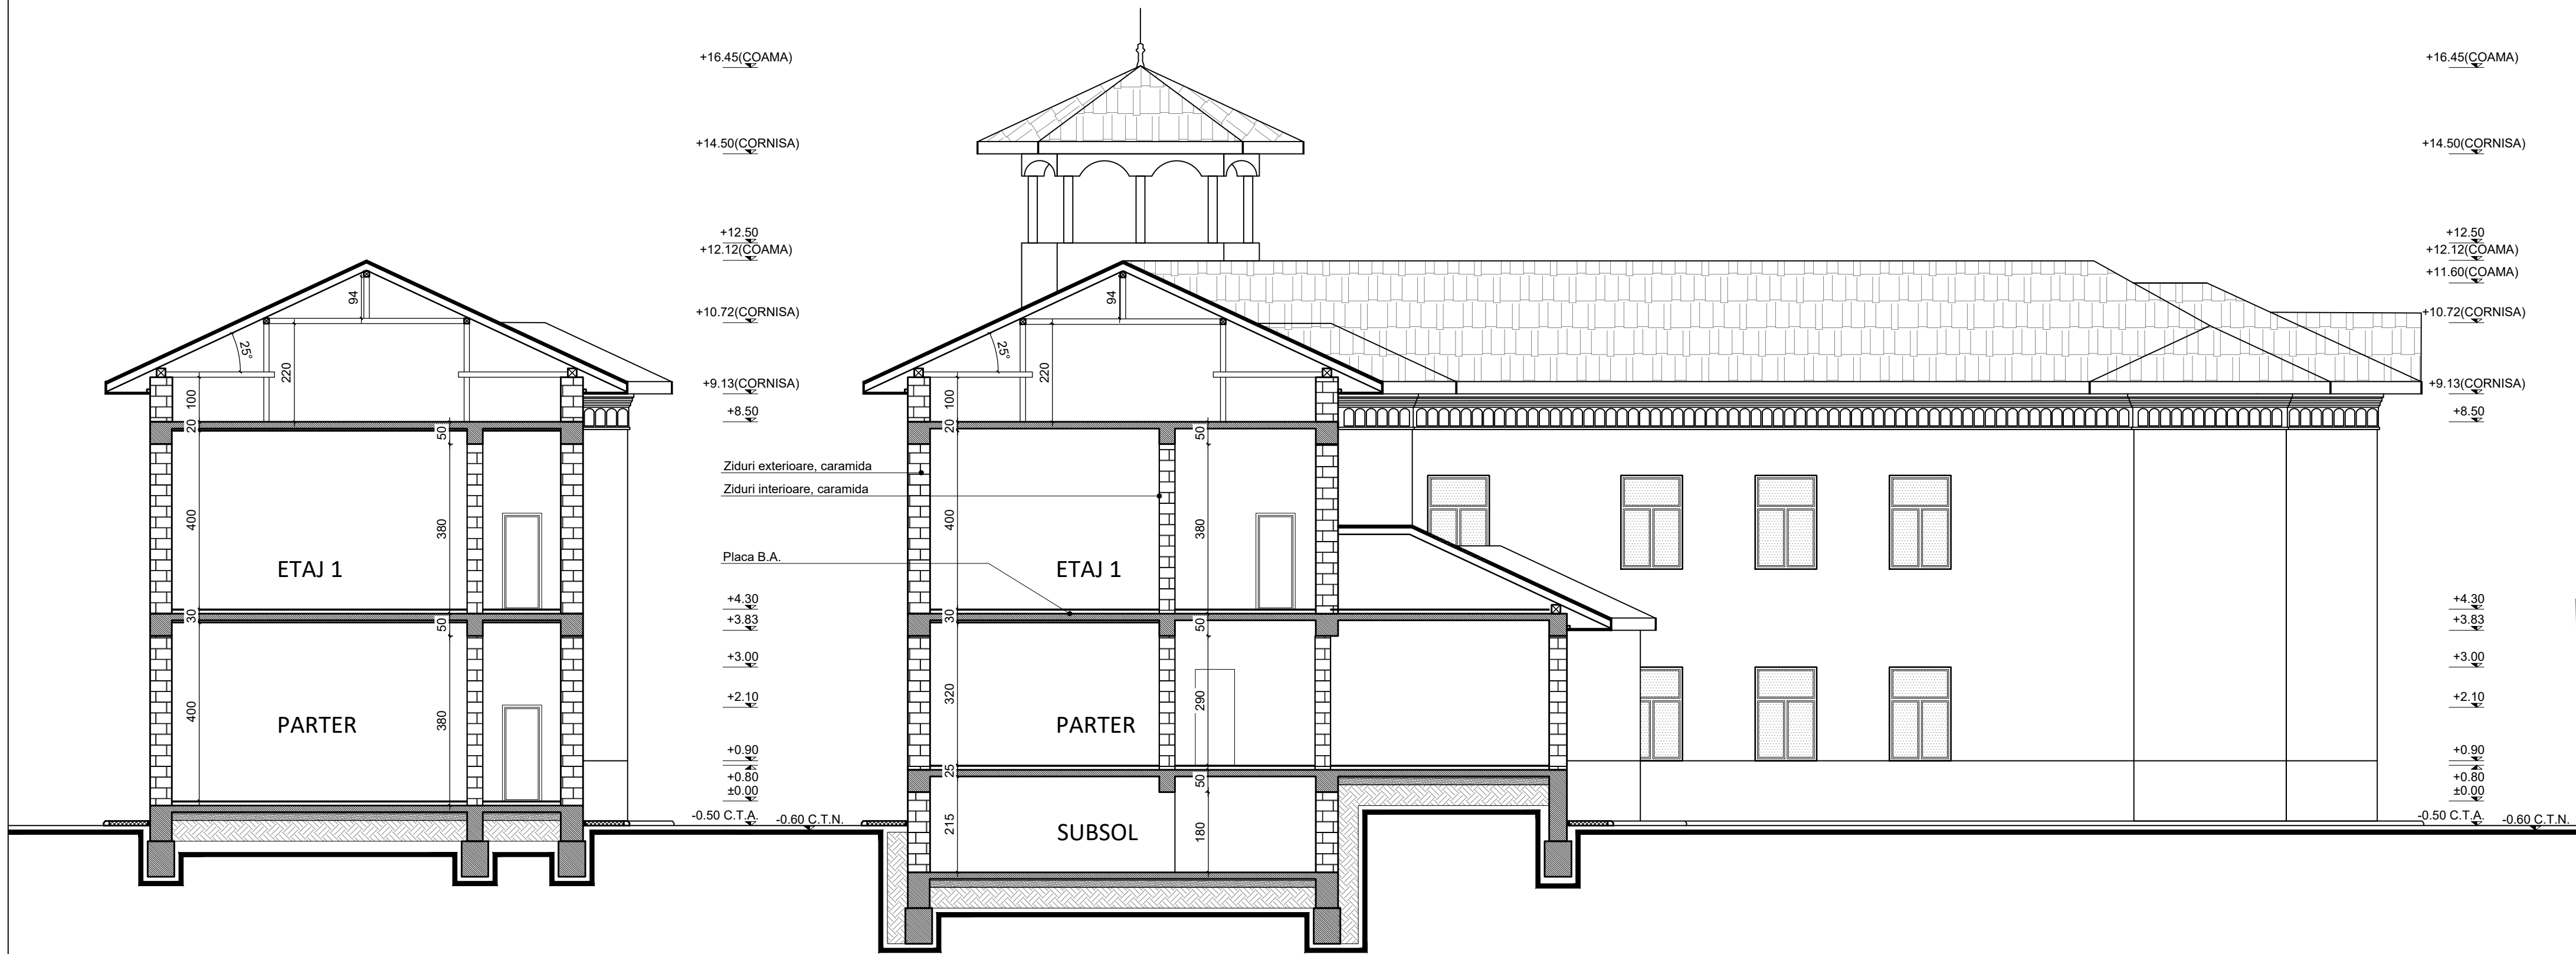 +16.45(COAMA)
+14.50(CORNISA)
+12.50
+12.12(COAMA)
+10.72(CORNISA)
+9.13(CORNISA)
+8.50
Ziduri exterioare, caramida
Ziduri interioare, caramida
Placa B.A.
+4.30
+3.83
+3.00
+2.10
+0.90
+0.80
±0.00
-0.50 C.T.A.
-0.60 C.T.N.
94
25°
220
100
20
50
400
380
ETAJ 1
30
50
400
380
PARTER
94
25°
220
100
20
50
400
380
ETAJ 1
30
50
320
290
PARTER
25
50
215
180
SUBSOL
+16.45(COAMA)
+14.50(CORNISA)
+12.50
+12.12(COAMA)
+11.60(COAMA)
+10.72(CORNISA)
+9.13(CORNISA)
+8.50
+4.30
+3.83
+3.00
+2.10
+0.90
+0.80
±0.00
-0.50 C.T.A.
-0.60 C.T.N.